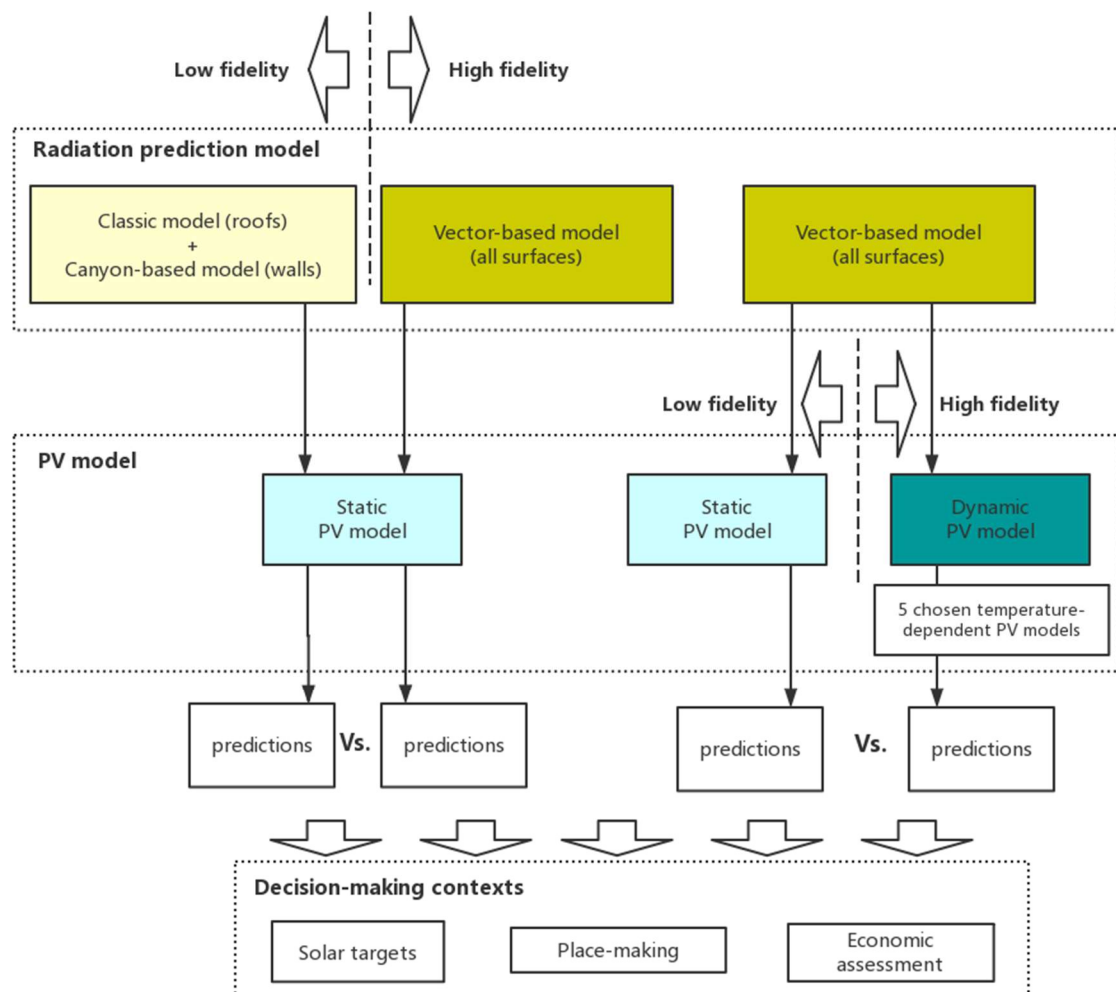 Low fidelity
High fidelity
Radiation prediction model
Classic model (roofs)
+
Canyon-based model (walls)
Vector-based model
(all surfaces)
Vector-based model
(all surfaces)
Low fidelity
High fidelity
PV model
Static
PV model
Static
PV model
Dynamic
PV model
5 chosen temperature-
dependent PV models
predictions
Vs.
predictions
predictions
Vs.
predictions
Decision-making contexts
Solar targets
Place-making
Economic
assessment